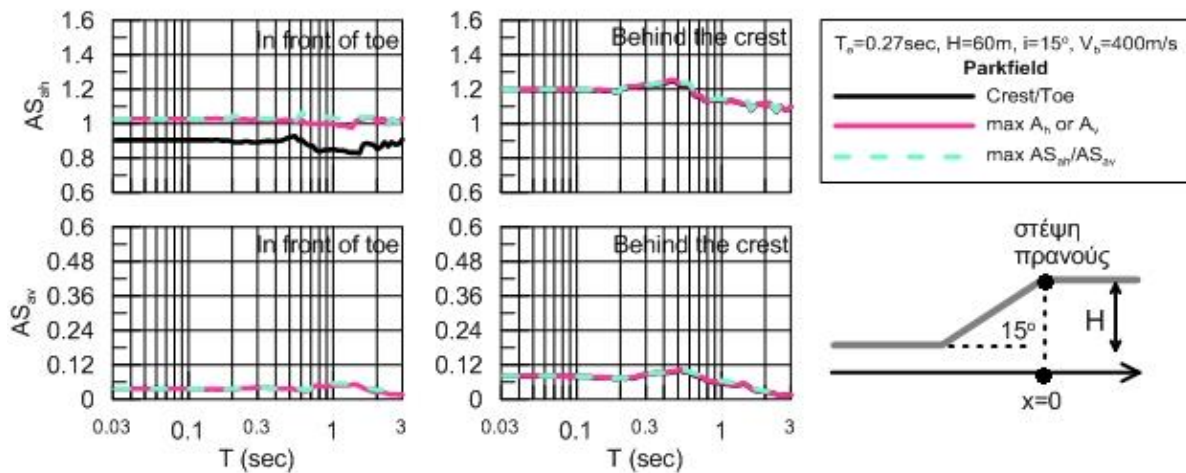 1.6
1.4
1.2
1
0.8
0.6
AS_ah
In front of toe
1.6
1.4
1.2
1
0.8
0.6
Behind the crest
T_e=0.27sec, H=60m, i=15°, V_b=400m/s
Parkfield
Crest/Toe
max A_h or A_v
max AS_ah/AS_av
0.6
0.48
0.36
0.24
0.12
0
AS_av
In front of toe
0.03
0.1
0.3
1
3
T (sec)
0.6
0.48
0.36
0.24
0.12
0
Behind the crest
0.03
0.1
0.3
1
3
T (sec)
στέψη
πρανούς
15°
H
x=0